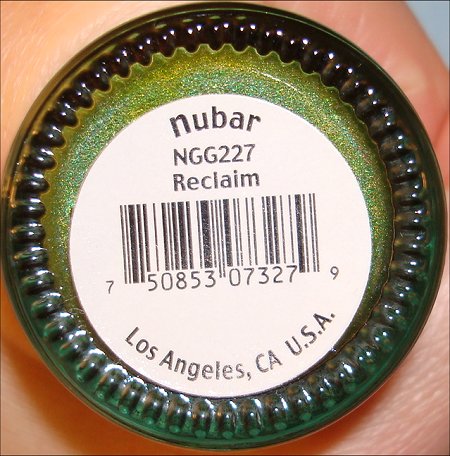 nubar
NGG227
Reclaim
7 50853 07327 9
Los Angeles, CA U.S.A.